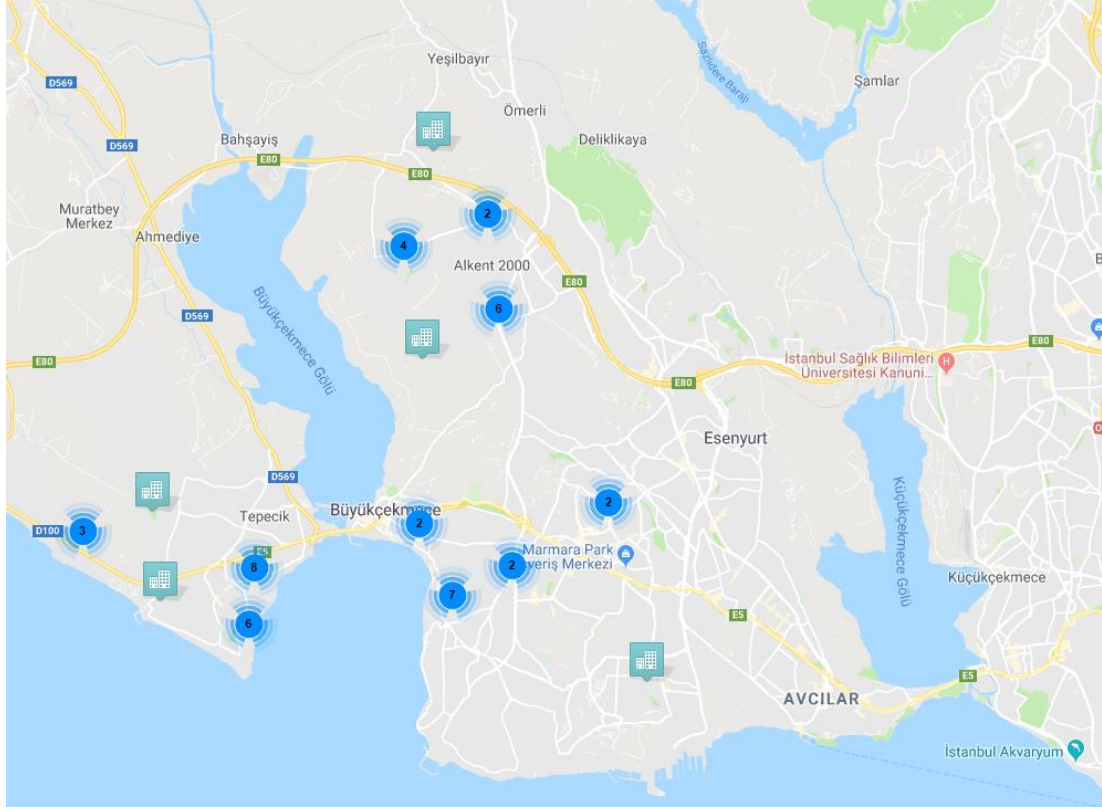 Yeşilbayır
Şamlar
Sazlıdere Barajı
D569
Ömerli
Deliklikaya
Bahşayiş
D569
E80
E80
Muratbey
Merkez
Ahmediye
2
4
Alkent 2000
E80
Büyükçekmece Gölü
6
D569
E80
E80
İstanbul Sağlık Bilimleri
Üniversitesi Kanuni...
H
E80
Esenyurt
D569
Küçükçekmece Gölü
Büyükçekmece
Tepecik
2
2
D100
3
E5
8
Marmara Park
veriş Merkezi
2
7
Küçükçekmece
6
E5
E5
AVCILAR
İstanbul Akvaryum